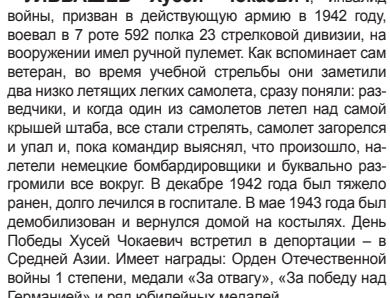 Хусей Чокаевич, инвалид
войны, призван в действующую армию в 1942 году,
воевал в 7 роте 592 полка 23 стрелковой дивизии, на
вооружении имел ручной пулемет. Как вспоминает сам
ветеран, во время учебной стрельбы они заметили
два низко летящих легких самолета, сразу поняли: раз-
ведчики, и когда один из самолетов летел над самой
крышей штаба, все стали стрелять, самолет загорелся
и упал и, пока командир выяснял, что произошло, на-
летели немецкие бомбардировщики и буквально раз-
громили все вокруг. В декабре 1942 года был тяжело
ранен, долго лечился в госпитале. В мае 1943 года был
демобилизован и вернулся домой на костылях. День
Победы Хусей Чокаевич встретил в депортации – в
Средней Азии. Имеет награды: Орден Отечественной
войны 1 степени, медали «За отвагу», «За победу над
Германией» и ряд юбилейных медалей.